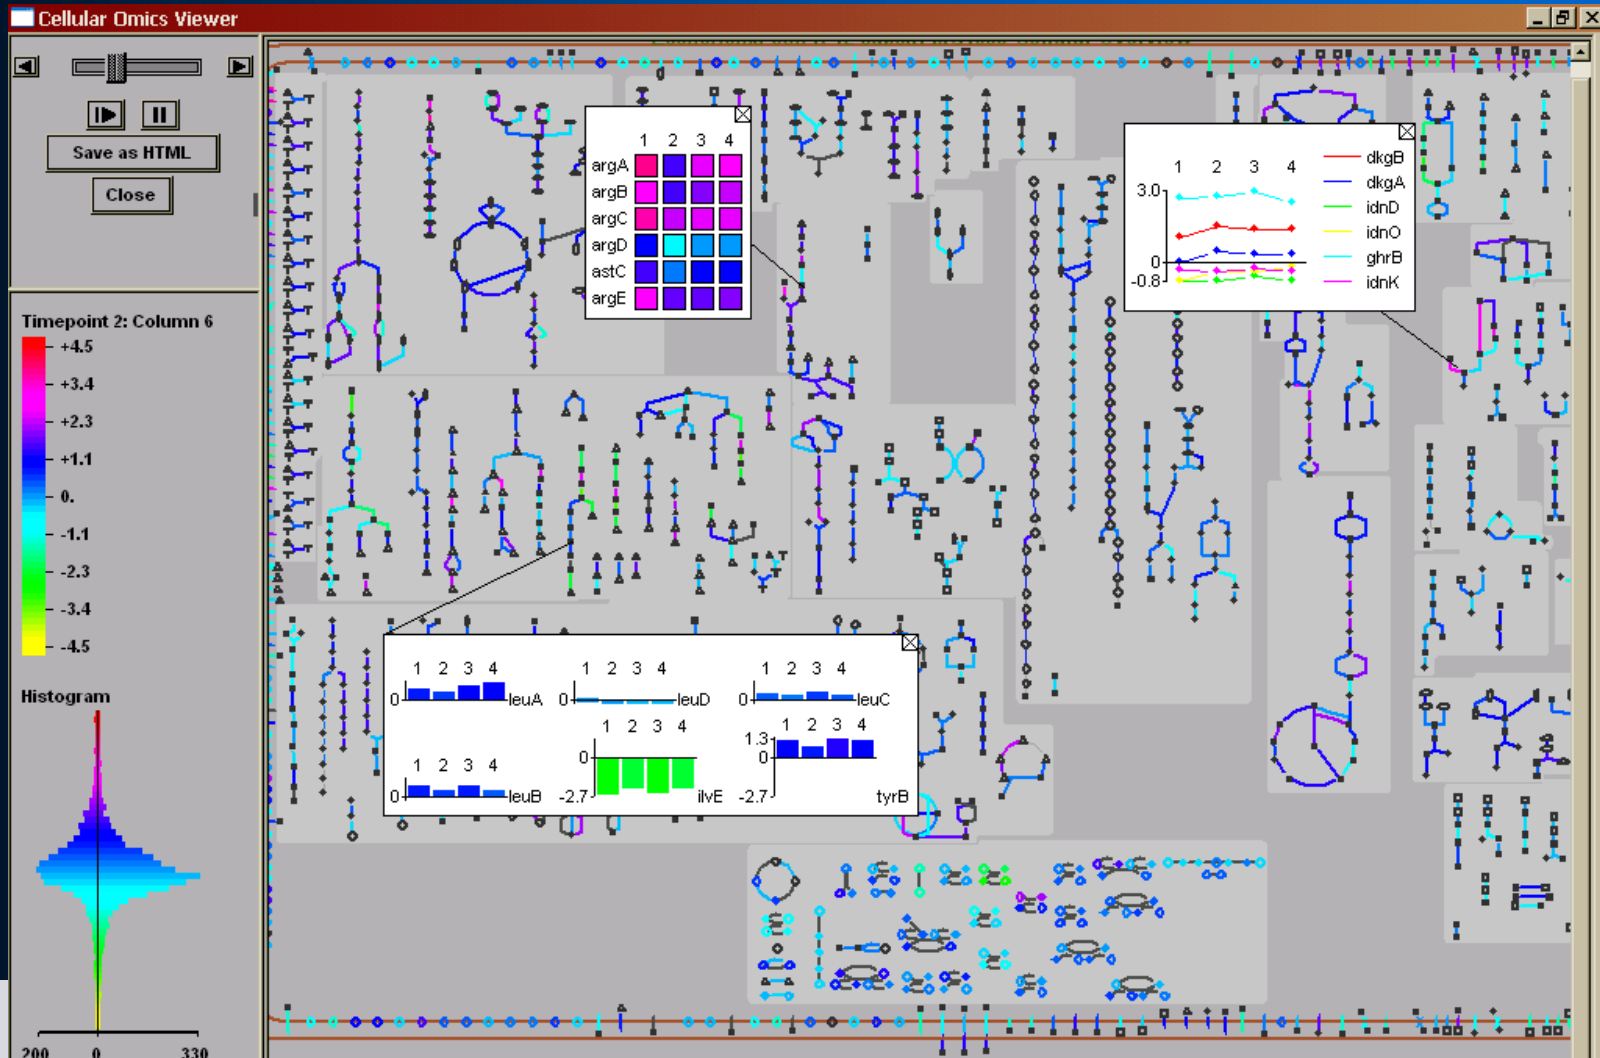 Cellular Omics Viewer
Save as HTML
Close
Timepoint 2: Column 6
+4.5
+3.4
+2.3
+1.1
0.
-1.1
-2.3
-3.4
-4.5
Histogram
200 0 330
1 2 3 4
argA
argB
argC
argD
astC
argE
1 2 3 4
3.0
0
-0.8
dkgB
dkgA
idnD
idnO
ghrB
idnK
1 2 3 4
0
leuA
1 2 3 4
0
leuD
1 2 3 4
0
leuC
1 2 3 4
0
leuB
1 2 3 4
0
-2.7
ilvE
1 2 3 4
1.3
0
-2.7
tyrB